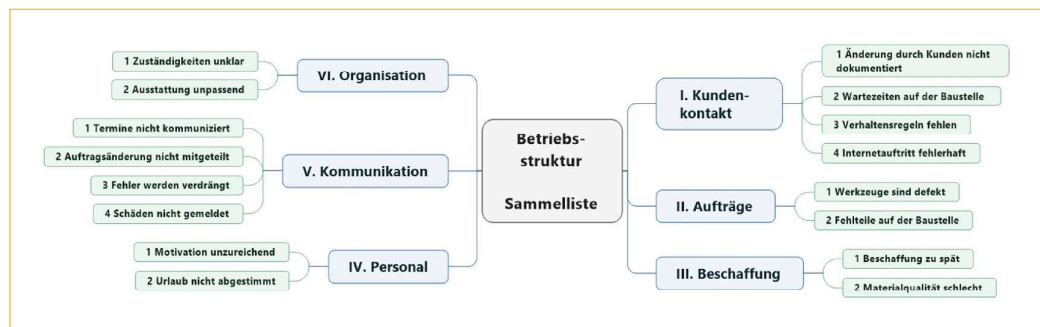 Betriebs-
struktur
Sammelliste
I. Kunden-
kontakt
1 Änderung durch Kunden nicht
dokumentiert
2 Wartezeiten auf der Baustelle
3 Verhaltensregeln fehlen
4 Internetauftritt fehlerhaft
II. Aufträge
1 Werkzeuge sind defekt
2 Fehlteile auf der Baustelle
III. Beschaffung
1 Beschaffung zu spät
2 Materialqualität schlecht
IV. Personal
1 Motivation unzureichend
2 Urlaub nicht abgestimmt
V. Kommunikation
1 Termine nicht kommuniziert
2 Auftragsänderung nicht mitgeteilt
3 Fehler werden verdrängt
4 Schäden nicht gemeldet
VI. Organisation
1 Zuständigkeiten unklar
2 Ausstattung unpassend